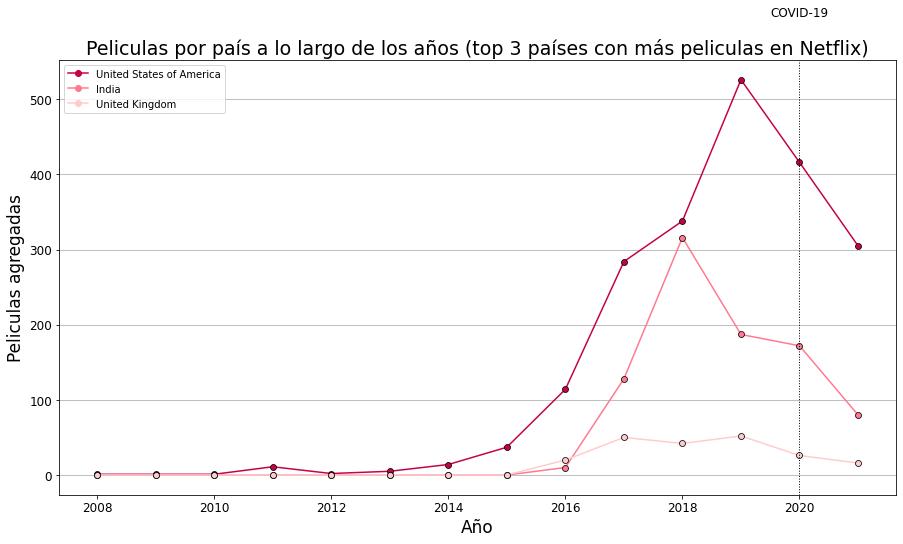 COVID-19
Peliculas por país a lo largo de los años (top 3 países con más peliculas en Netflix)
United States of America
India
United Kingdom
500
400
300
200
100
0
Peliculas agregadas
2008 2010 2012 2014 2016 2018 2020
Año